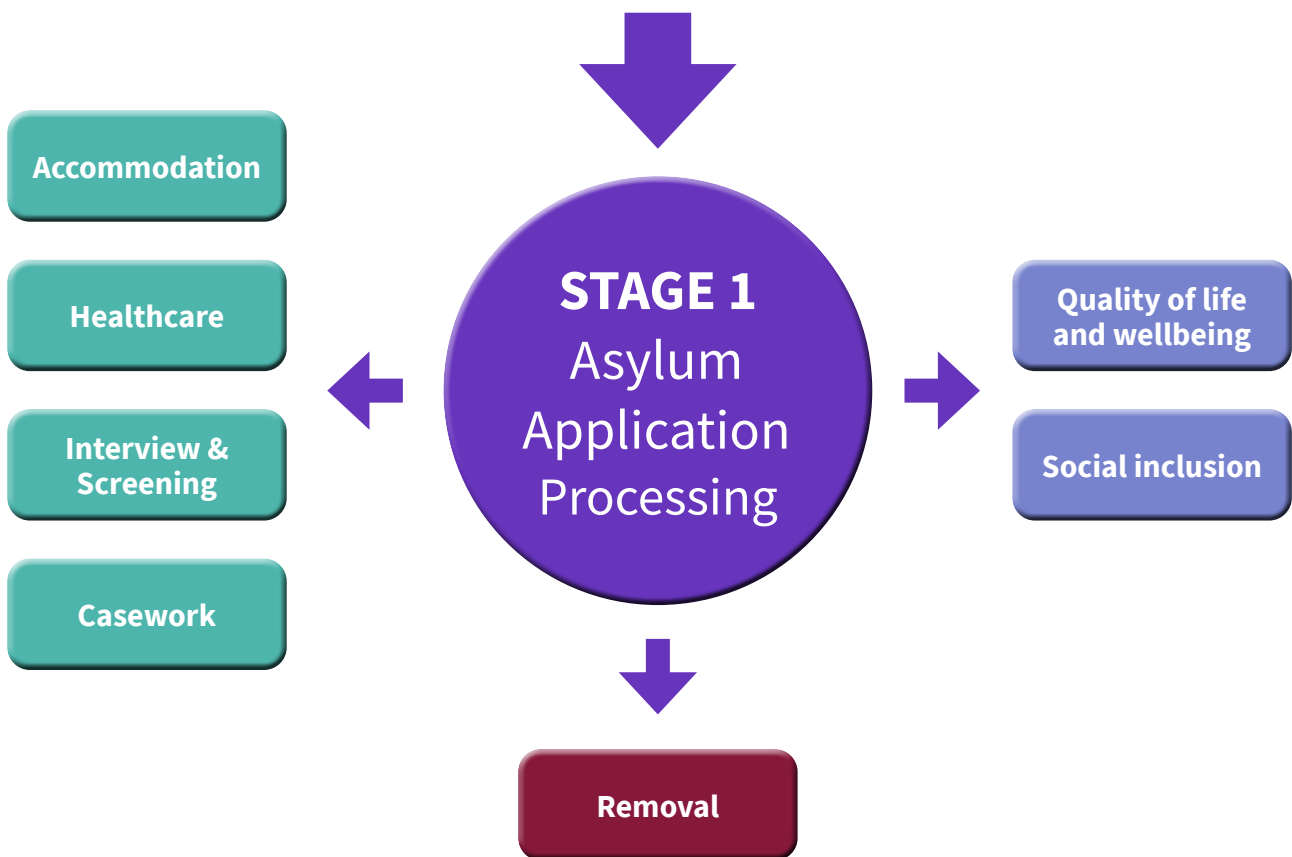 Accommodation
Healthcare
Interview &
Screening
Casework
STAGE 1
Asylum
Application
Processing
Quality of life
and wellbeing
Social inclusion
Removal